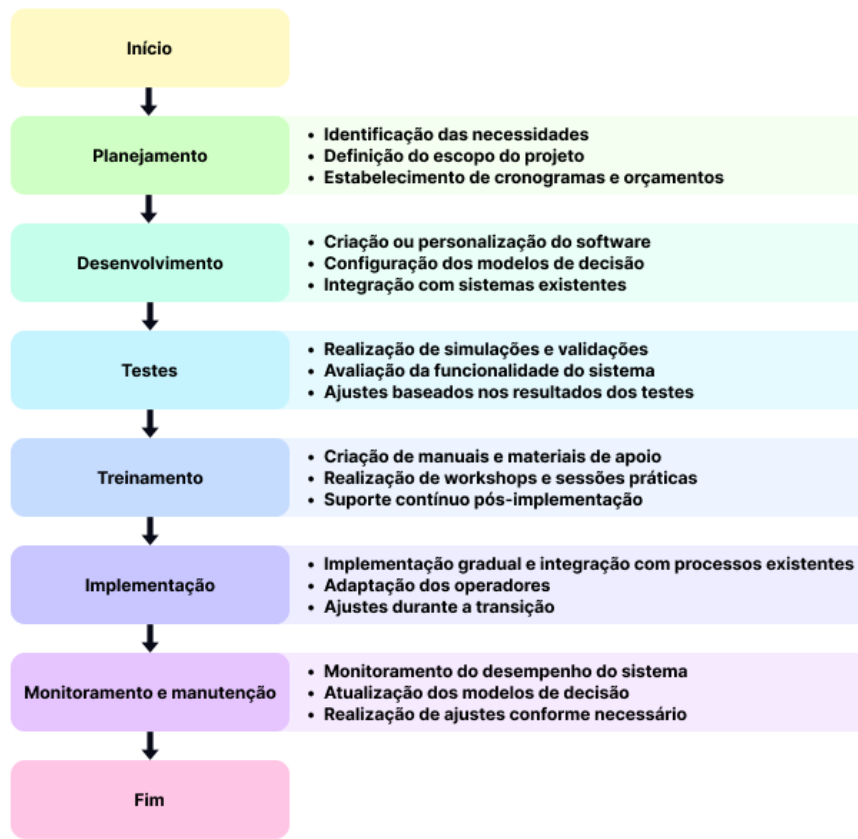 Início
Planejamento
• Identificação das necessidades
• Definição do escopo do projeto
• Estabelecimento de cronogramas e orçamentos
Desenvolvimento
• Criação ou personalização do software
• Configuração dos modelos de decisão
• Integração com sistemas existentes
Testes
• Realização de simulações e validações
• Avaliação da funcionalidade do sistema
• Ajustes baseados nos resultados dos testes
Treinamento
• Criação de manuais e materiais de apoio
• Realização de workshops e sessões práticas
• Suporte contínuo pós-implementação
Implementação
• Implementação gradual e integração com processos existentes
• Adaptação dos operadores
• Ajustes durante a transição
Monitoramento e manutenção
• Monitoramento do desempenho do sistema
• Atualização dos modelos de decisão
• Realização de ajustes conforme necessário
Fim